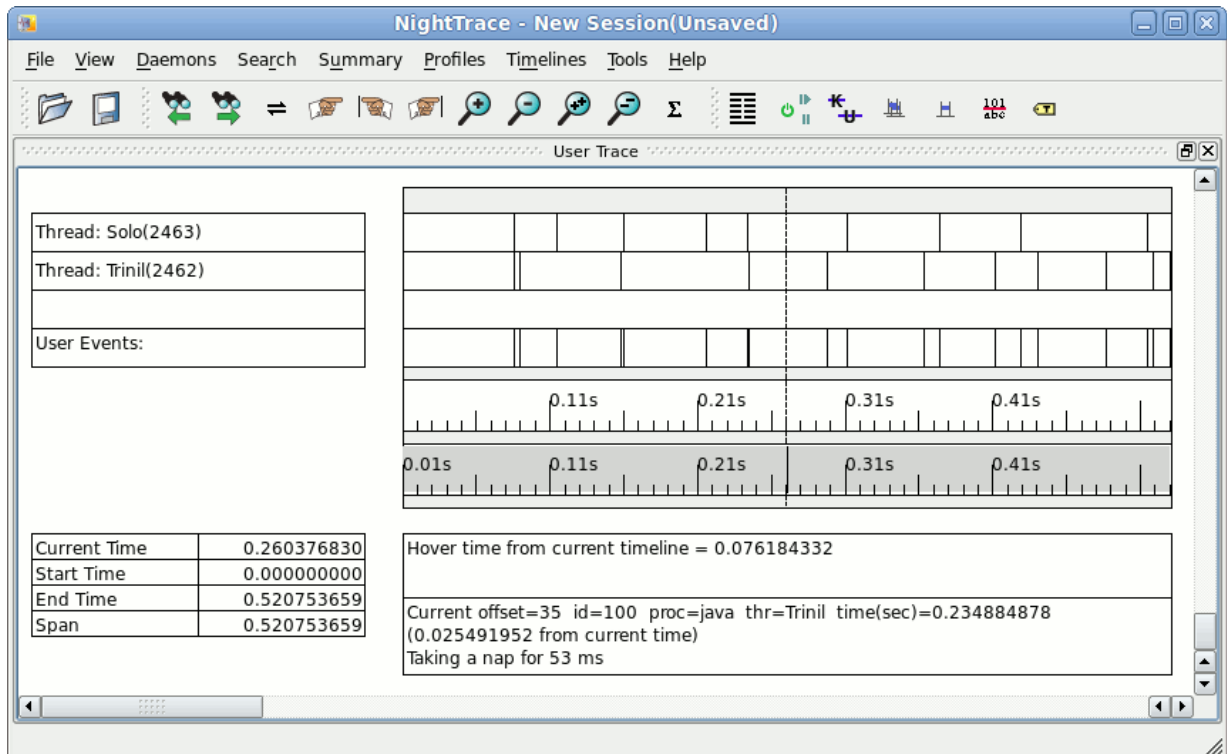 NightTrace - New Session(Unsaved)
File View Daemons Search Summary Profiles Timelines Tools Help
Σ K U 101 abc T
User Trace
Thread: Solo(2463)
Thread: Trinil(2462)
User Events:
0.11s 0.21s 0.31s 0.41s
0.01s 0.11s 0.21s 0.31s 0.41s
Current Time 0.260376830
Start Time 0.000000000
End Time 0.520753659
Span 0.520753659
Hover time from current timeline = 0.076184332
Current offset=35 id=100 proc=java thr=Trinil time(sec)=0.234884878
(0.025491952 from current time)
Taking a nap for 53 ms